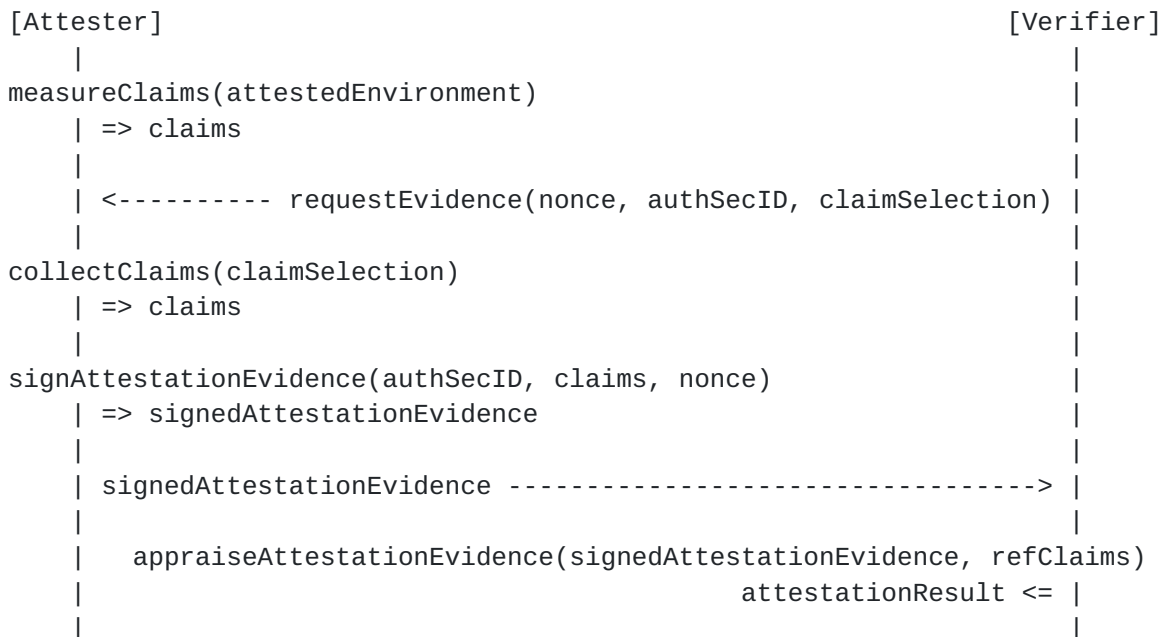 [Attester]                                                      [Verifier]
    |                                                               |
measureClaims(attestedEnvironment)                                  |
    | => claims                                                     |
    |                                                               |
    | <---------- requestEvidence(nonce, authSecID, claimSelection) |
    |                                                               |
collectClaims(claimSelection)                                       |
    | => claims                                                     |
    |                                                               |
signAttestationEvidence(authSecID, claims, nonce)                   |
    | => signedAttestationEvidence                                  |
    |                                                               |
    | signedAttestationEvidence ----------------------------------> |
    |                                                               |
    |   appraiseAttestationEvidence(signedAttestationEvidence, refClaims)
    |                                          attestationResult <= |
    |                                                               |